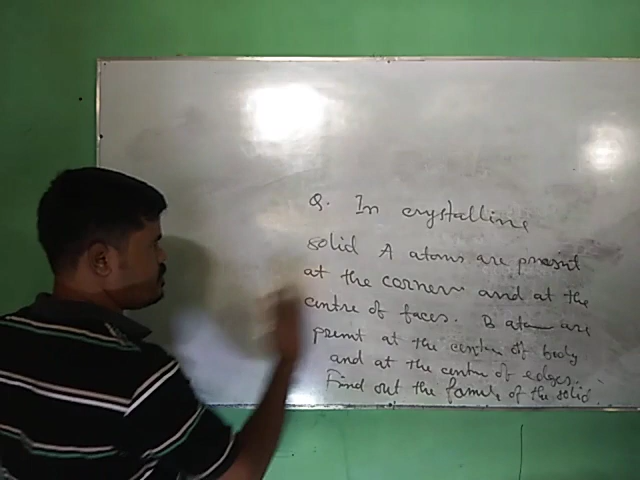 Q. In crystalline
solid A atoms are present
at the corners and at the
centre of faces. B atom are
present at the centre of body
and at the centre of edges.
Find out the formula of the solid.